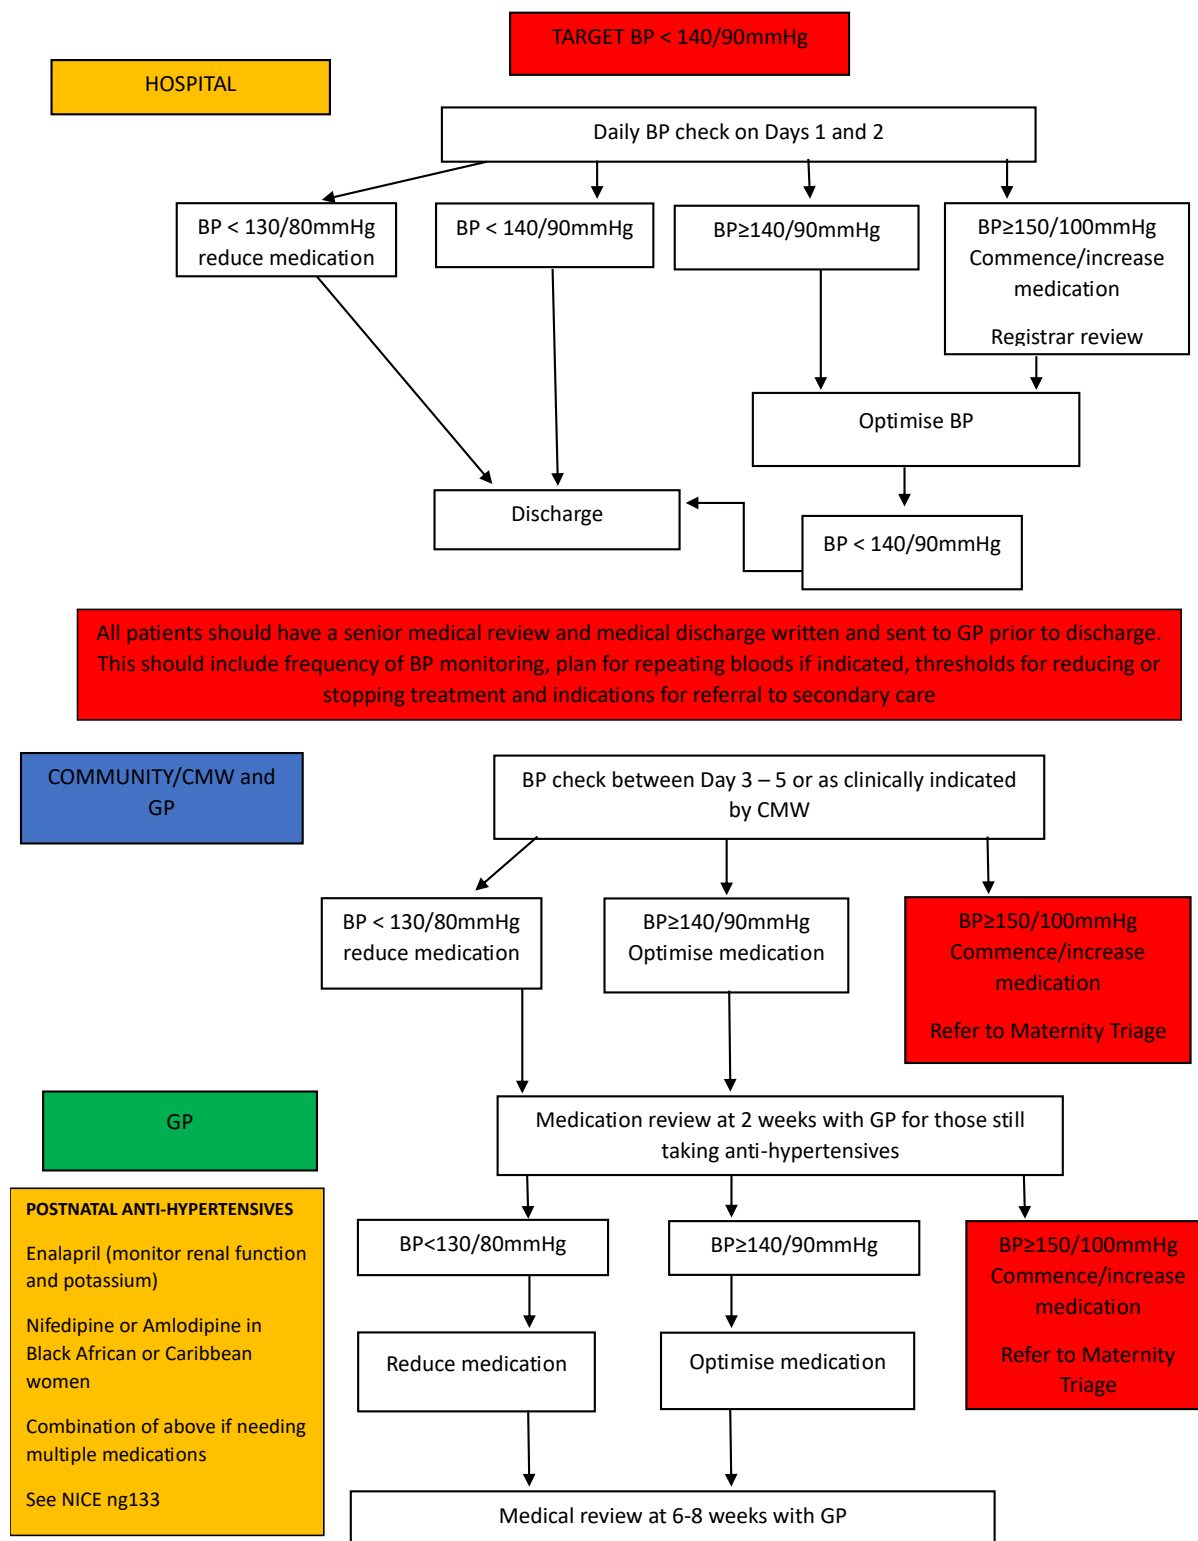 TARGET BP < 140/90mmHg
HOSPITAL
Daily BP check on Days 1 and 2
BP < 130/80mmHg
reduce medication
BP < 140/90mmHg
BP≥140/90mmHg
BP≥150/100mmHg
Commence/increase
medication
Registrar review
Optimise BP
Discharge
BP < 140/90mmHg
All patients should have a senior medical review and medical discharge written and sent to GP prior to discharge.
This should include frequency of BP monitoring, plan for repeating bloods if indicated, thresholds for reducing or
stopping treatment and indications for referral to secondary care
COMMUNITY/CMW and
GP
BP check between Day 3 – 5 or as clinically indicated
by CMW
BP < 130/80mmHg
reduce medication
BP≥140/90mmHg
Optimise medication
BP≥150/100mmHg
Commence/increase
medication
Refer to Maternity Triage
GP
Medication review at 2 weeks with GP for those still
taking anti-hypertensives
POSTNATAL ANTI-HYPERTENSIVES
Enalapril (monitor renal function
and potassium)
Nifedipine or Amlodipine in
Black African or Caribbean
women
Combination of above if needing
multiple medications
See NICE ng133
BP<130/80mmHg
BP≥140/90mmHg
BP≥150/100mmHg
Commence/increase
medication
Refer to Maternity
Triage
Reduce medication
Optimise medication
Medical review at 6-8 weeks with GP